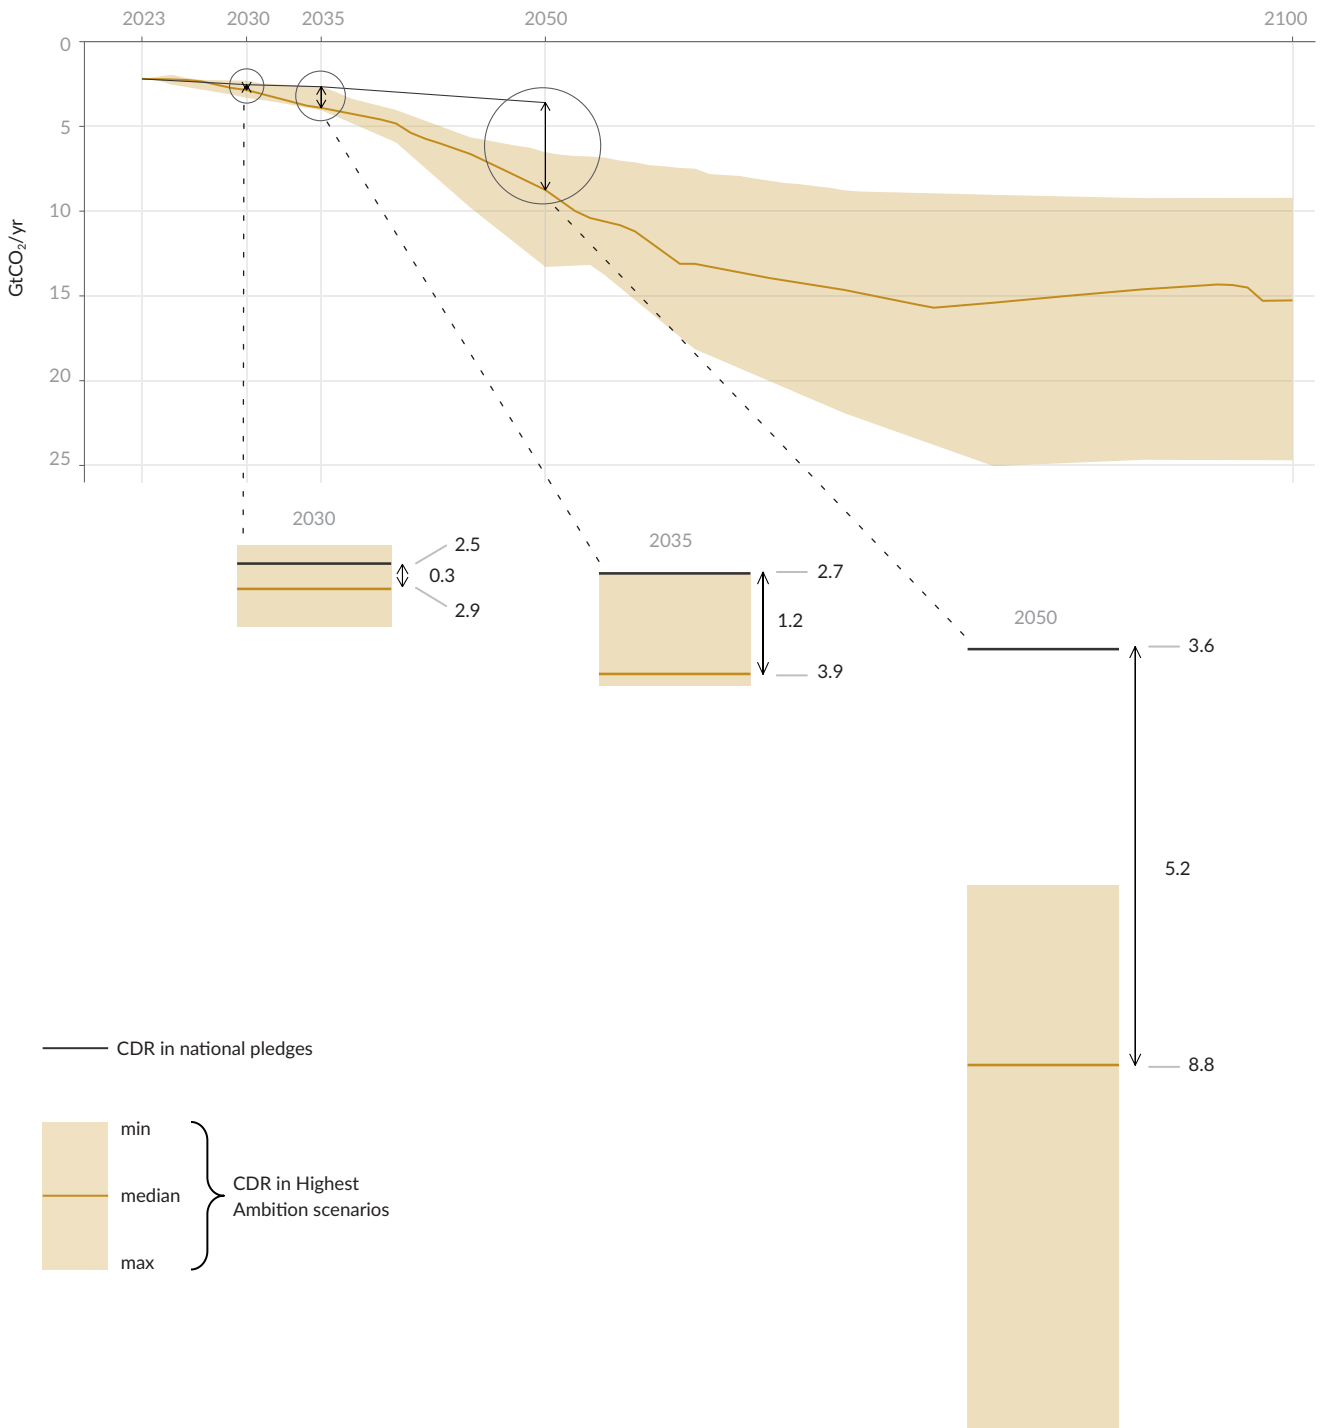 2023 2030 2035 2050 2100
0
5
10
15
20
25
GtCO₂/yr
2030
2.5
0.3
2.9
2035
2.7
1.2
3.9
2050
3.6
5.2
8.8
CDR in national pledges
min
median
max
CDR in Highest
Ambition scenarios